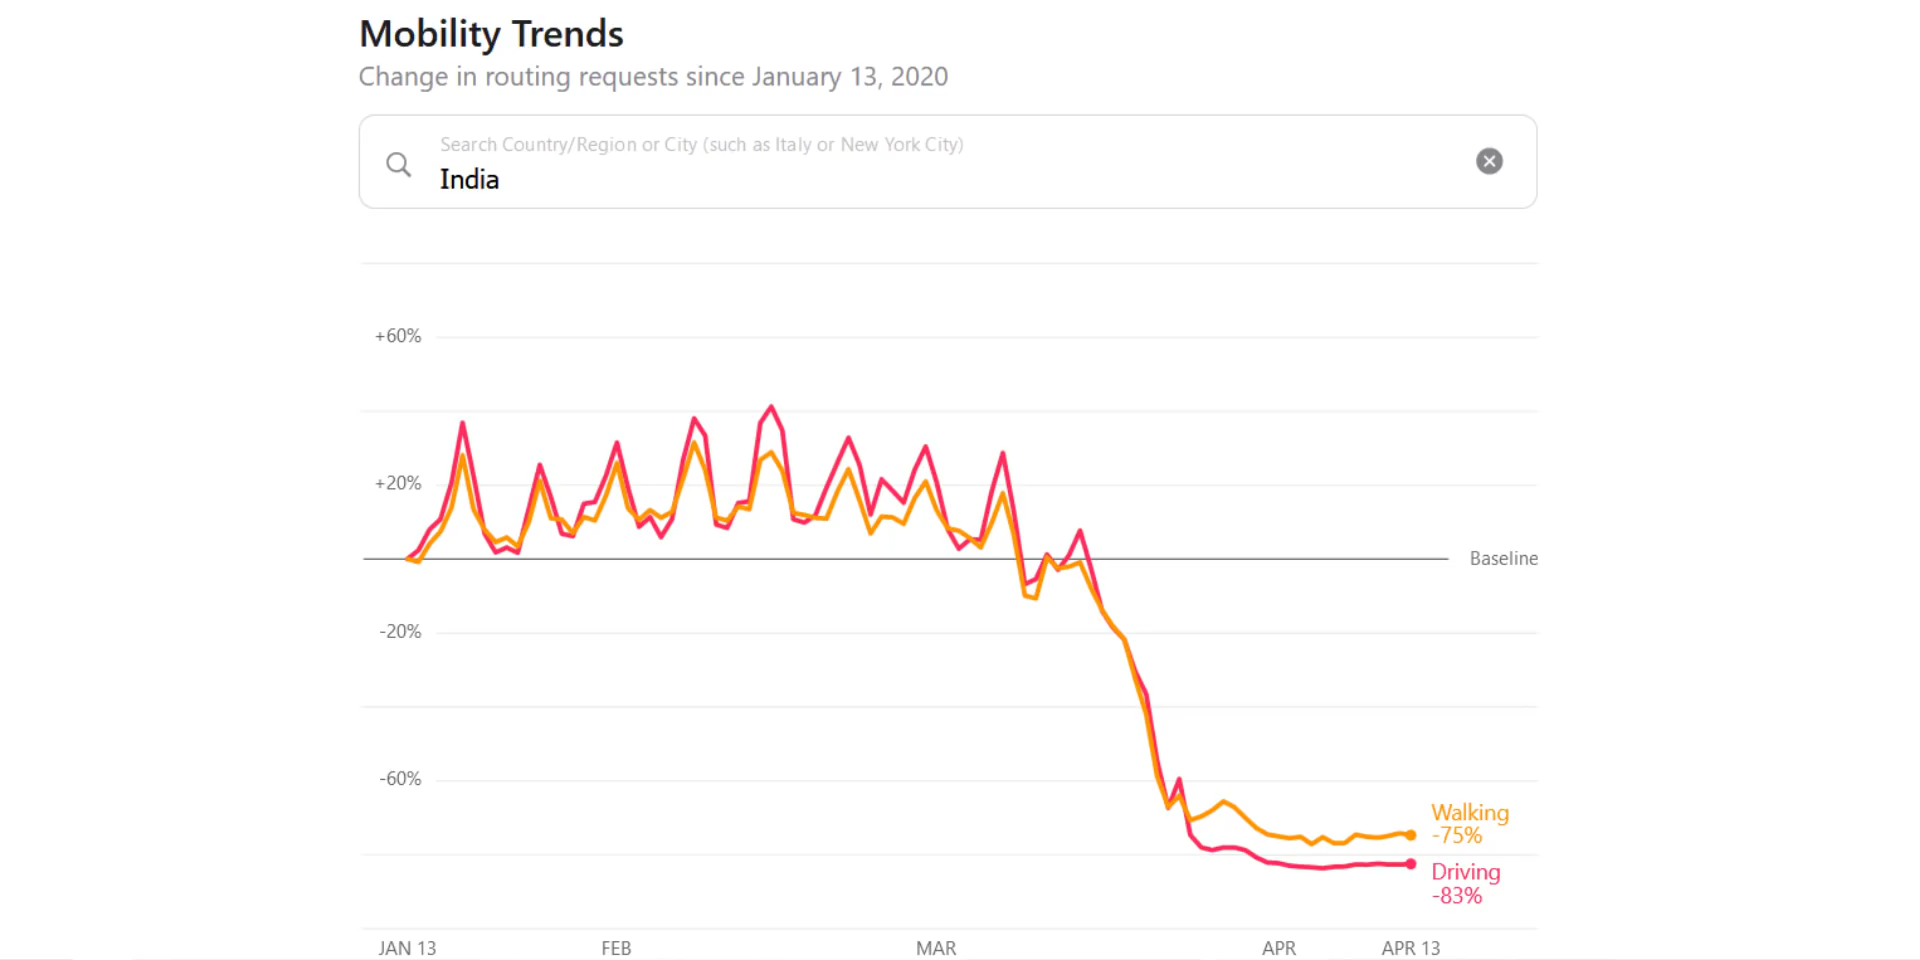 Mobility Trends
Change in routing requests since January 13, 2020
Search Country/Region or City (such as Italy or New York City)
India
+60%
+20%
Baseline
-20%
-60%
Walking
-75%
Driving
-83%
JAN 13 FEB MAR APR APR 13